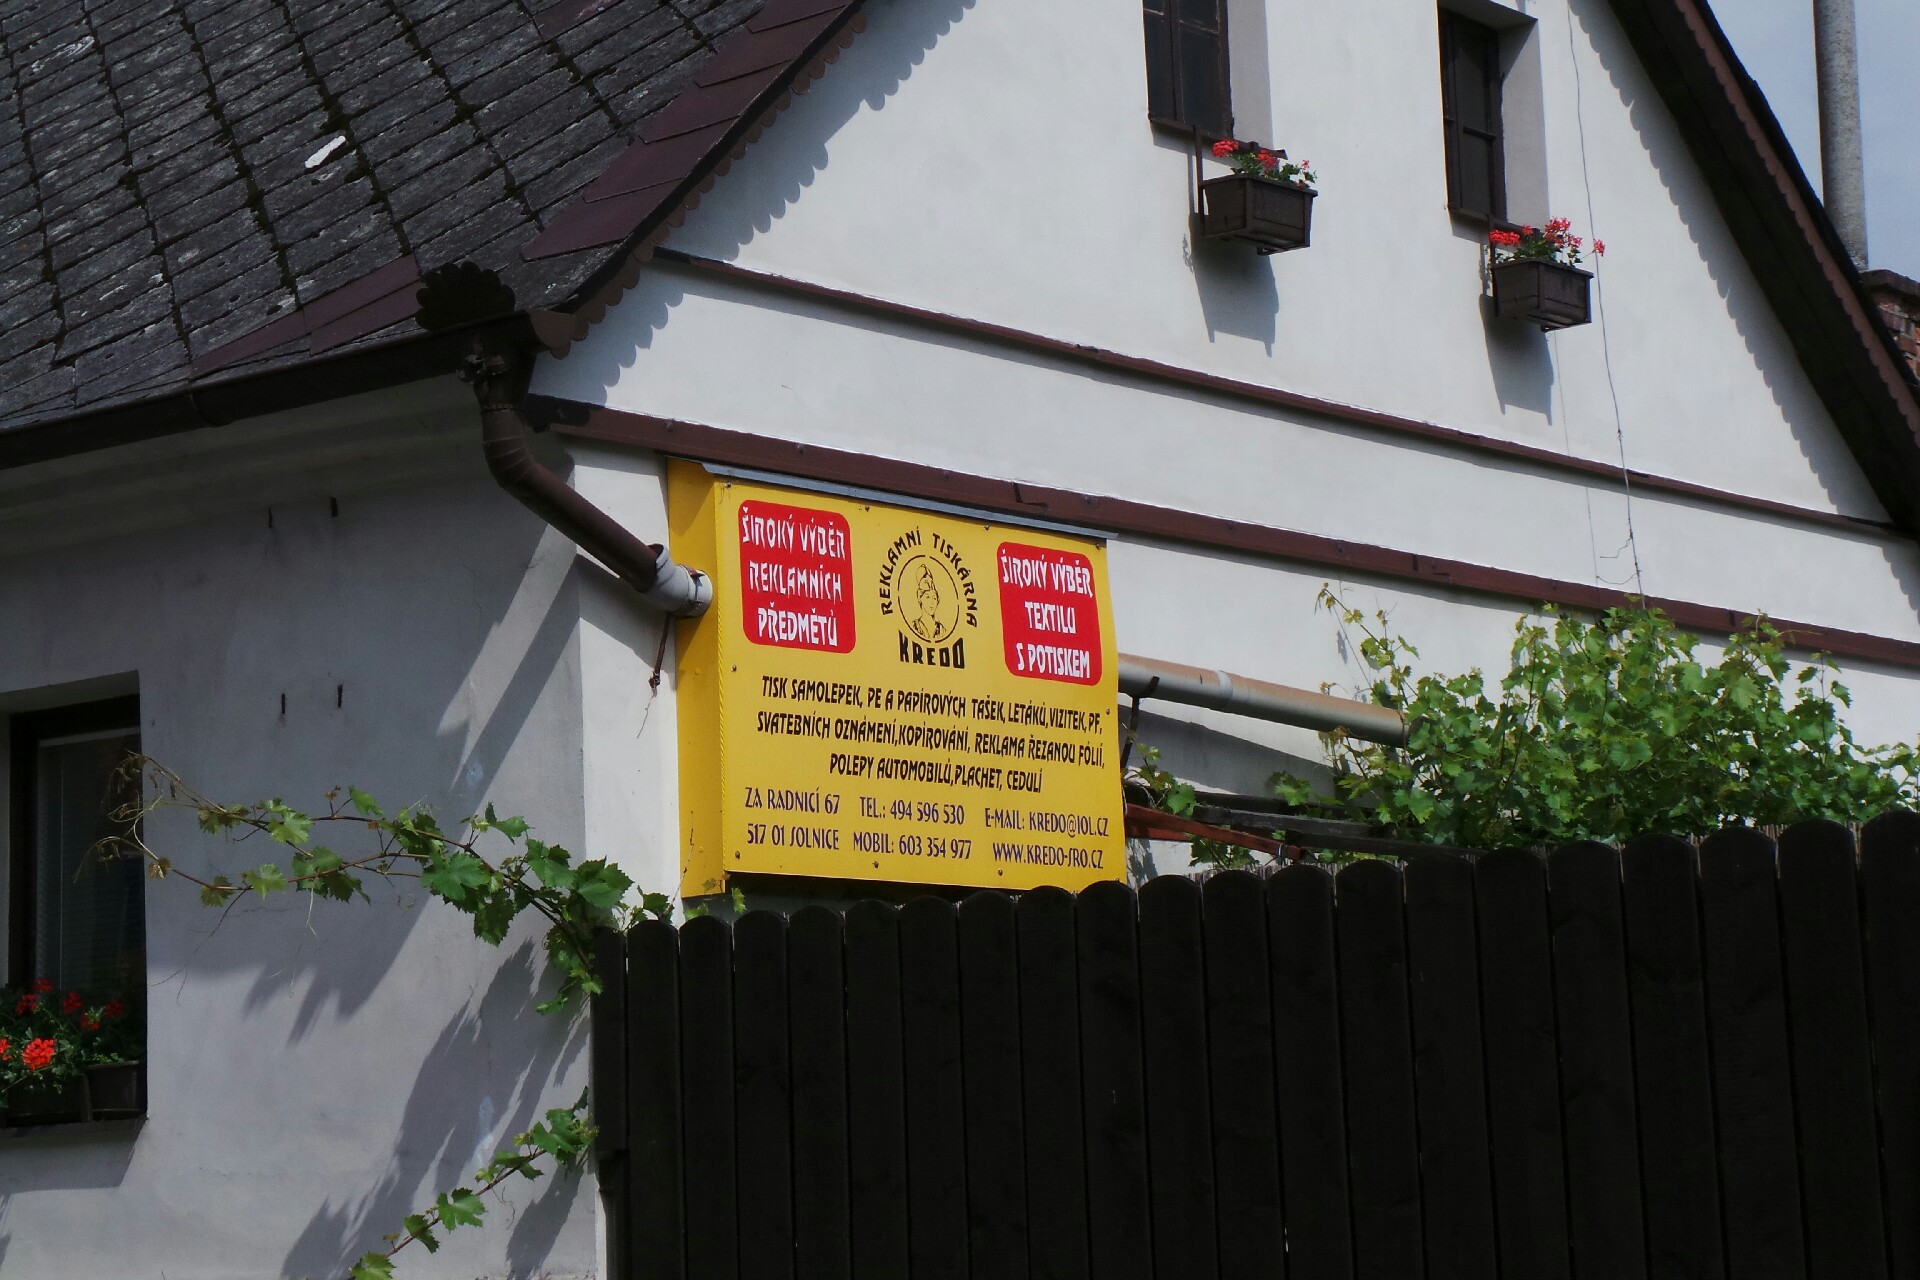 ŠIROKÝ VÝBĚR
REKLAMNÍCH
PŘEDMĚTŮ
REKLAMNÍ TISKÁRNA
KREDO
ŠIROKÝ VÝBĚR
TEXTILU
S POTISKEM
TISK SAMOLEPEK, PE A PAPÍROVÝCH TAŠEK, LETÁKŮ, VIZITEK, PF,
SVATEBNÍCH OZNÁMENÍ, KOPÍROVÁNÍ, REKLAMA ŘEZANOU FÓLIÍ,
POLEPY AUTOMOBILŮ, PLACHET, CEDULÍ
ZA RADNICÍ 67 TEL.: 494 596 530 E-MAIL: KREDO@IOL.CZ
517 01 SOLNICE MOBIL: 603 354 977 WWW.KREDO-SRO.CZ